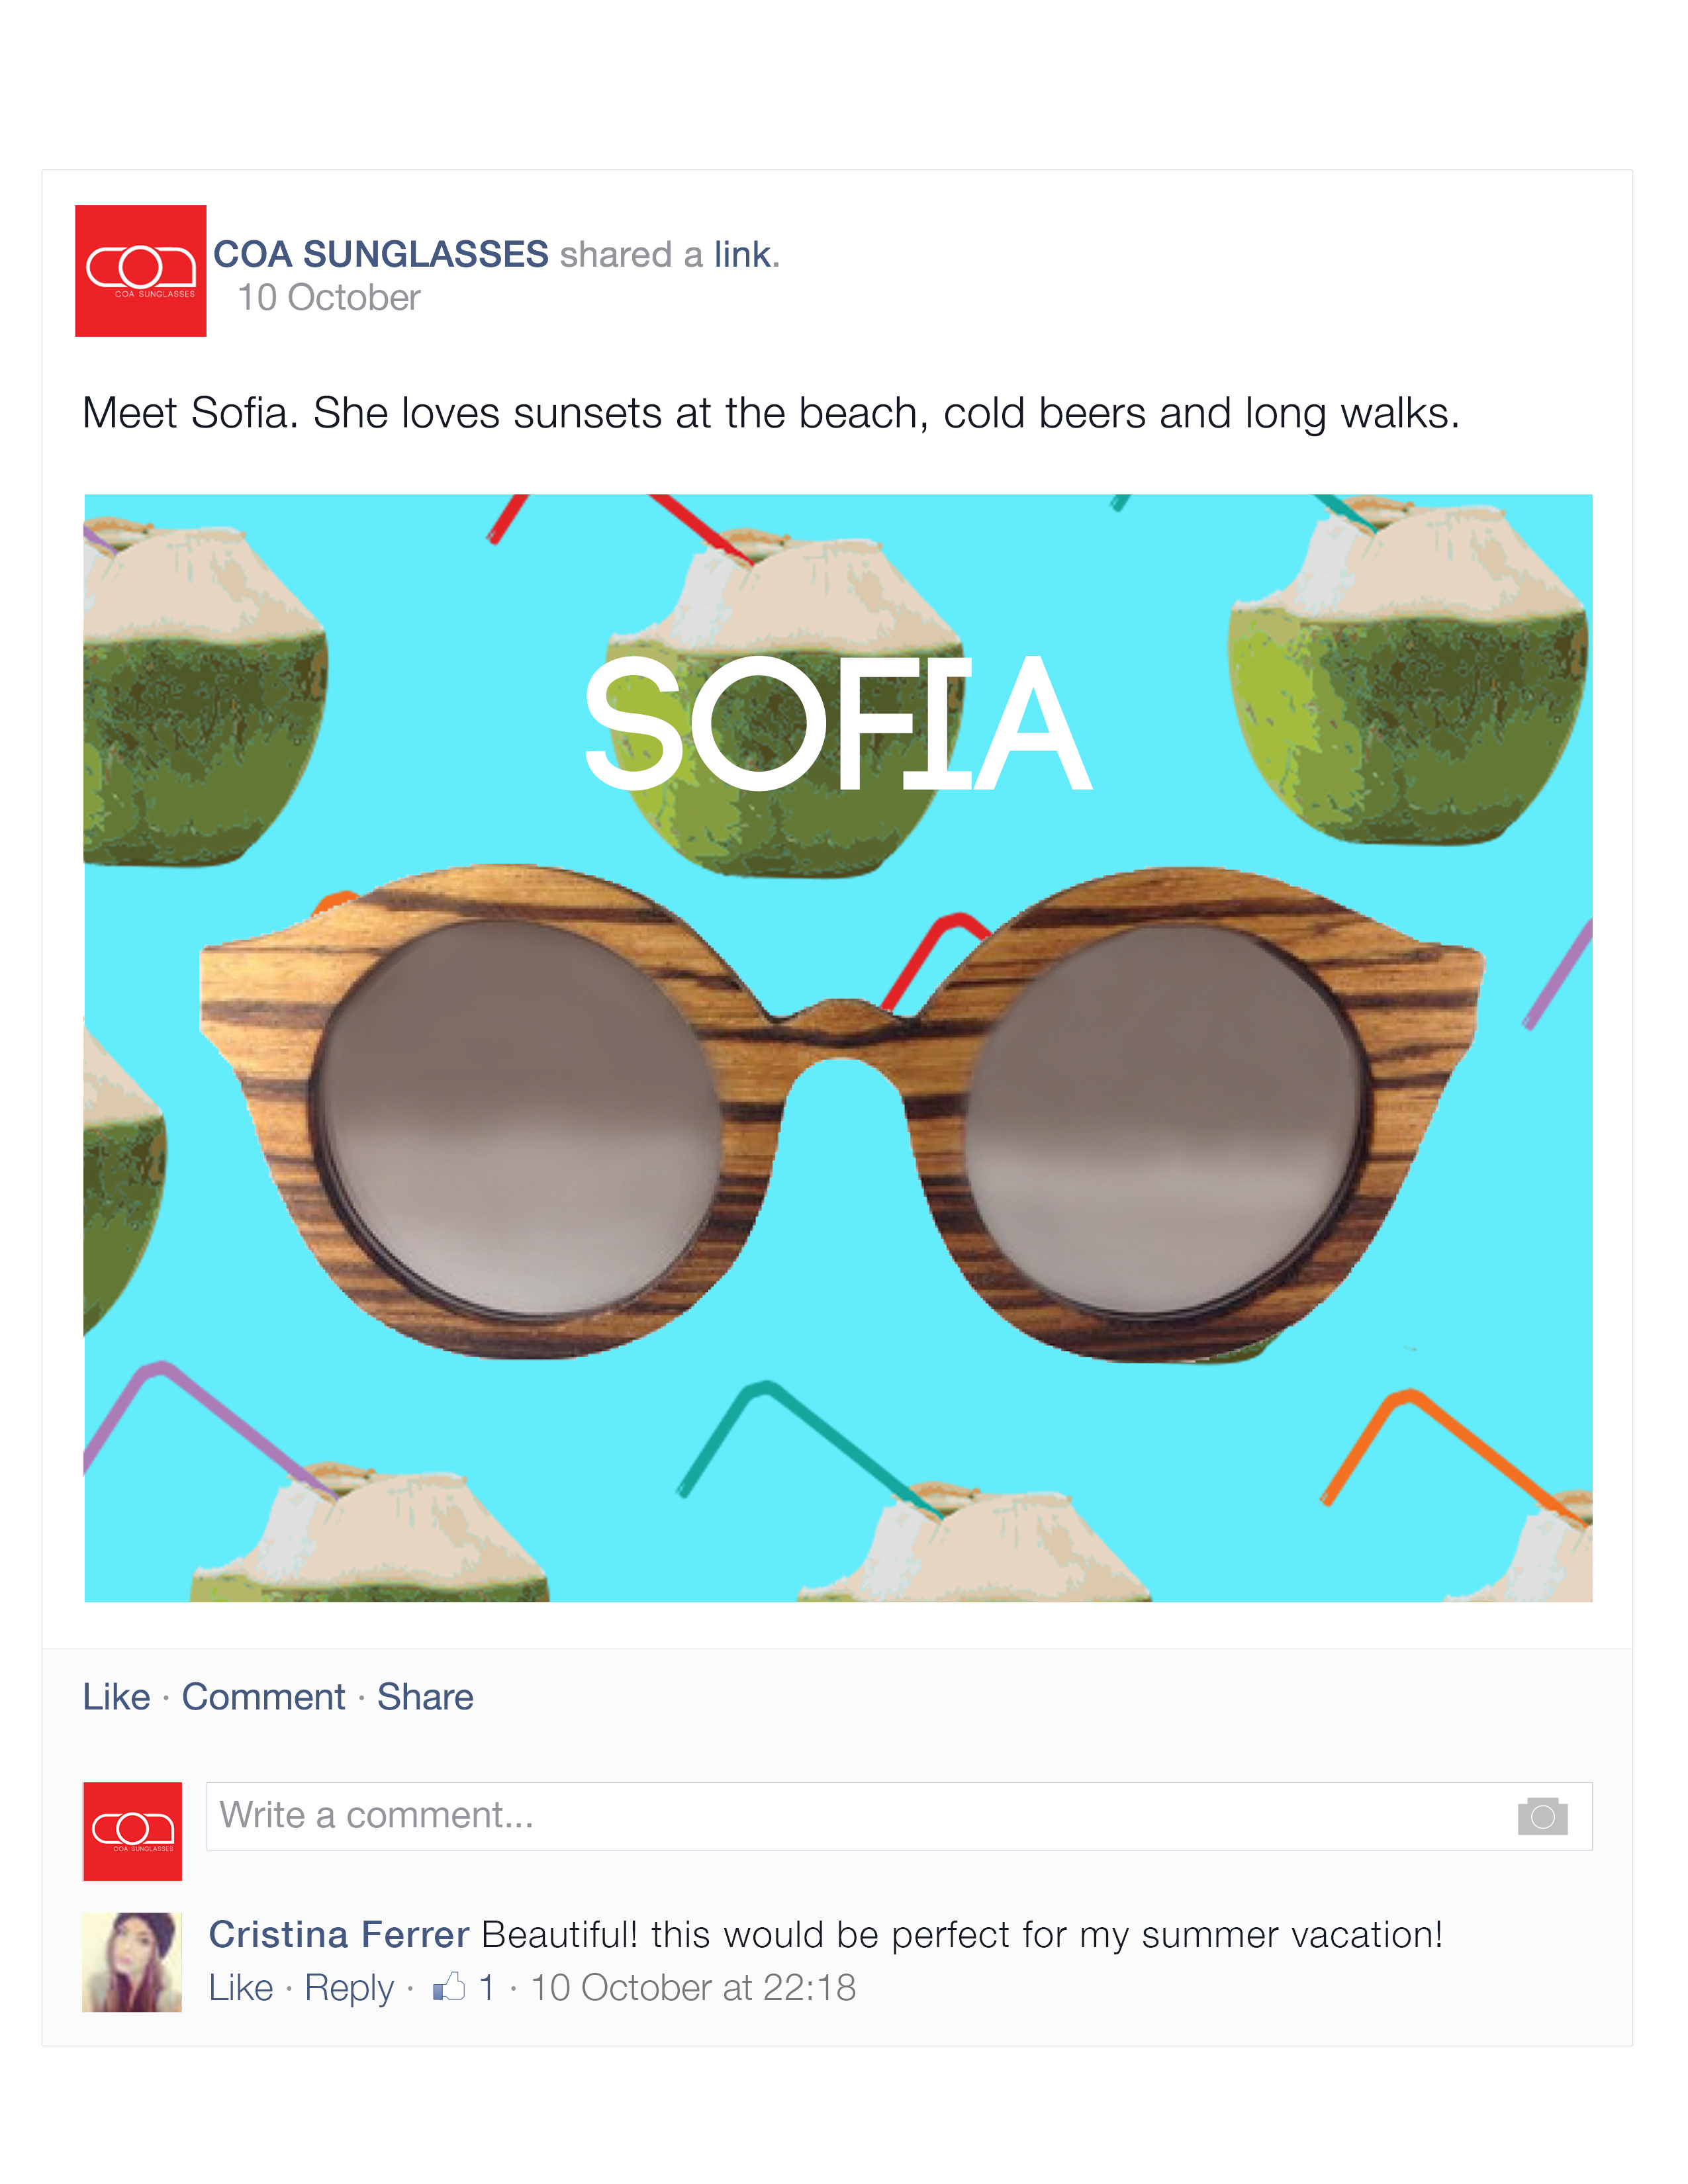 COA SUNGLASSES
COA SUNGLASSES shared a link.
10 October
Meet Sofia. She loves sunsets at the beach, cold beers and long walks.
SOFIA
Like · Comment · Share
COA SUNGLASSES
Write a comment...
Cristina Ferrer Beautiful! this would be perfect for my summer vacation!
Like · Reply · 1 · 10 October at 22:18